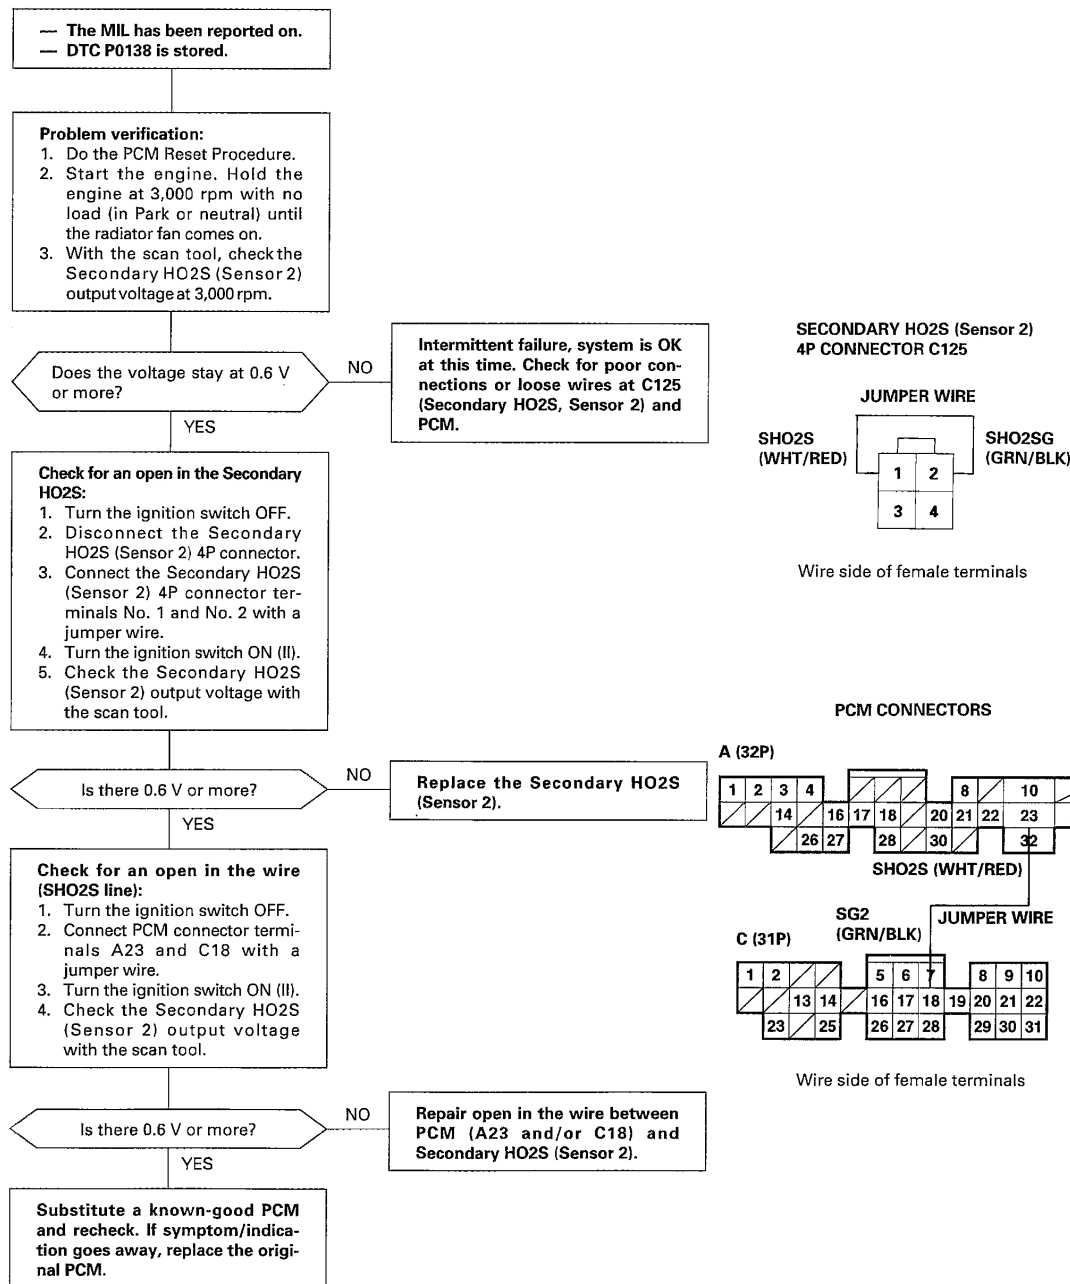 — The MIL has been reported on.
— DTC P0138 is stored.
Problem verification:
1. Do the PCM Reset Procedure.
2. Start the engine. Hold the
engine at 3,000 rpm with no
load (in Park or neutral) until
the radiator fan comes on.
3. With the scan tool, check the
Secondary HO2S (Sensor 2)
output voltage at 3,000 rpm.
Does the voltage stay at 0.6 V
or more?
NO
Intermittent failure, system is OK
at this time. Check for poor con-
nections or loose wires at C125
(Secondary HO2S, Sensor 2) and
PCM.
YES
Check for an open in the Secondary
HO2S:
1. Turn the ignition switch OFF.
2. Disconnect the Secondary
HO2S (Sensor 2) 4P connector.
3. Connect the Secondary HO2S
(Sensor 2) 4P connector ter-
minals No. 1 and No. 2 with a
jumper wire.
4. Turn the ignition switch ON (II).
5. Check the Secondary HO2S
(Sensor 2) output voltage with
the scan tool.
Is there 0.6 V or more?
NO
Replace the Secondary HO2S
(Sensor 2).
YES
Check for an open in the wire
(SHO2S line):
1. Turn the ignition switch OFF.
2. Connect PCM connector termi-
nals A23 and C18 with a
jumper wire.
3. Turn the ignition switch ON (II).
4. Check the Secondary HO2S
(Sensor 2) output voltage
with the scan tool.
Is there 0.6 V or more?
NO
Repair open in the wire between
PCM (A23 and/or C18) and
Secondary HO2S (Sensor 2).
YES
Substitute a known-good PCM
and recheck. If symptom/indica-
tion goes away, replace the origi-
nal PCM.
SECONDARY HO2S (Sensor 2)
4P CONNECTOR C125
JUMPER WIRE
SHO2S
(WHT/RED)
SHO2SG
(GRN/BLK)
1 2
3 4
Wire side of female terminals
PCM CONNECTORS
A (32P)
1 2 3 4 8 10
14 16 17 18 20 21 22 23
26 27 28 30 32
SHO2S (WHT/RED)
SG2
(GRN/BLK)
JUMPER WIRE
C (31P)
1 2 5 6 7 8 9 10
13 14 16 17 18 19 20 21 22
23 25 26 27 28 29 30 31
Wire side of female terminals